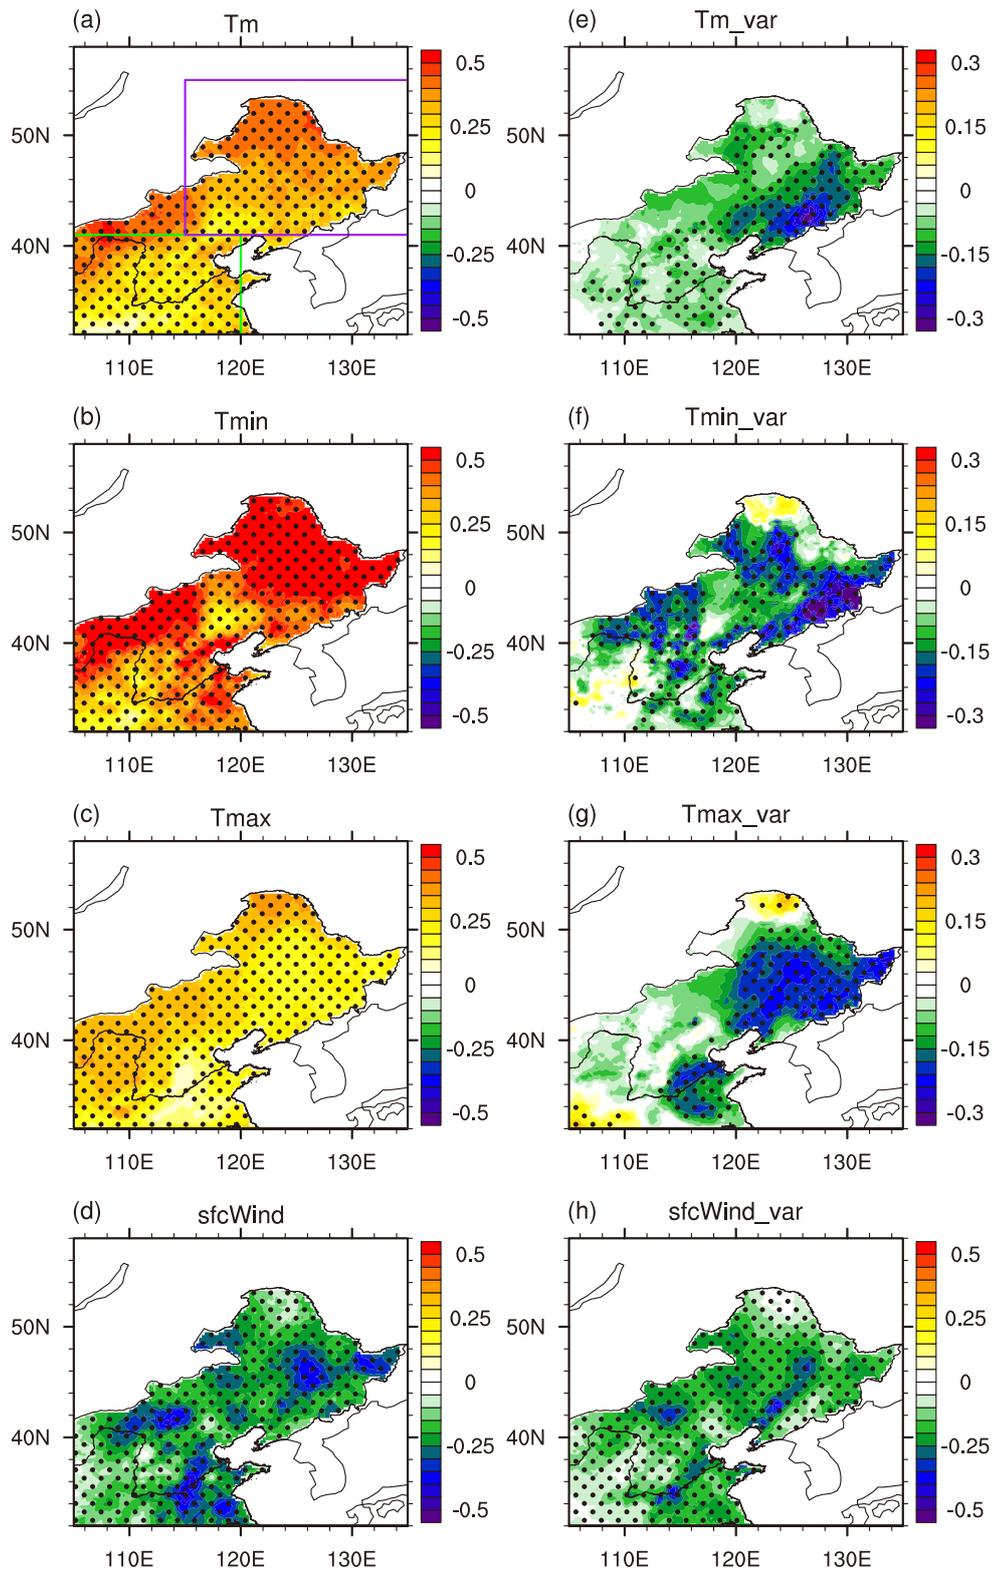 (a) Tm
0.5
0.25
0
-0.25
-0.5
50N
40N
110E 120E 130E
(e) Tm_var
0.3
0.15
0
-0.15
-0.3
50N
40N
110E 120E 130E
(b) Tmin
0.5
0.25
0
-0.25
-0.5
50N
40N
110E 120E 130E
(f) Tmin_var
0.3
0.15
0
-0.15
-0.3
50N
40N
110E 120E 130E
(c) Tmax
0.5
0.25
0
-0.25
-0.5
50N
40N
110E 120E 130E
(g) Tmax_var
0.3
0.15
0
-0.15
-0.3
50N
40N
110E 120E 130E
(d) sfcWind
0.5
0.25
0
-0.25
-0.5
50N
40N
110E 120E 130E
(h) sfcWind_var
0.5
0.25
0
-0.25
-0.5
50N
40N
110E 120E 130E